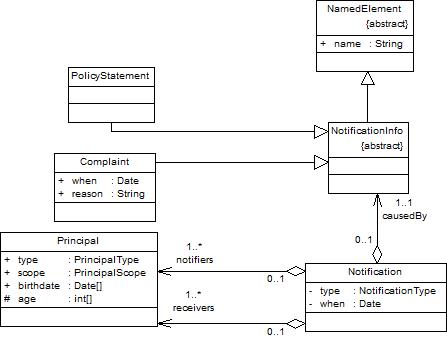 NamedElement
{abstract}
+ name : String
PolicyStatement
NotificationInfo
{abstract}
Complaint
+ when : Date
+ reason : String
1..1
causedBy
0..1
Principal
+ type : PrincipalType
+ scope : PrincipalScope
+ birthdate : Date[]
# age : int[]
1..*
notifiers
0..1
1..*
receivers
0..1
Notification
- type : NotificationType
- when : Date